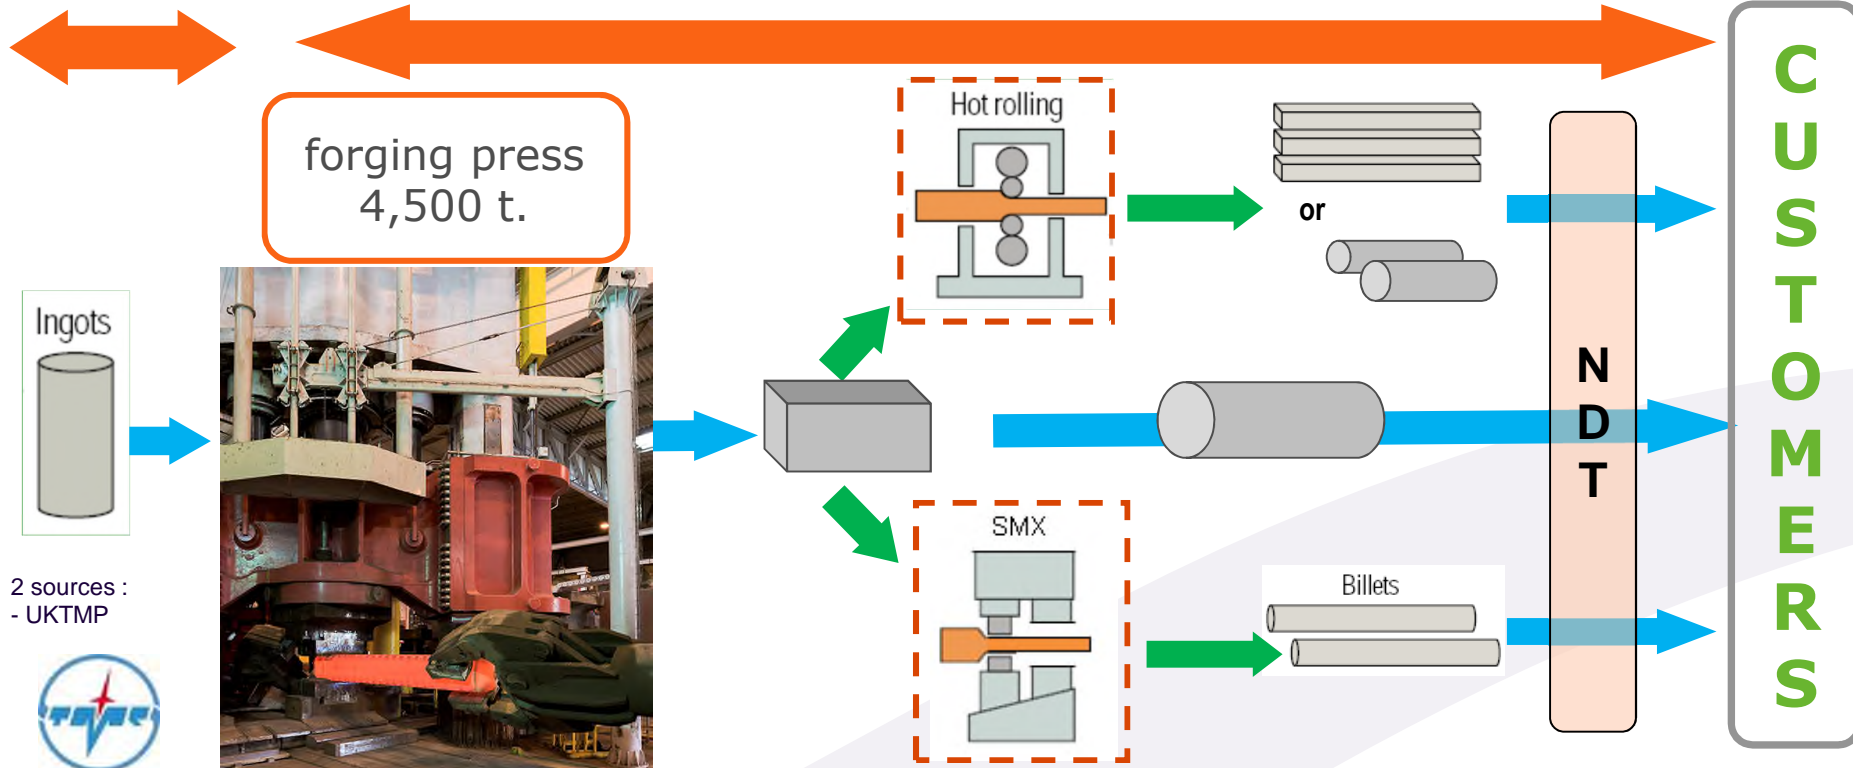 forging press
4,500 t.
Hot rolling
or
Ingots
2 sources :
- UKTMP
SMX
Billets
N
D
T
C
U
S
T
O
M
E
R
S